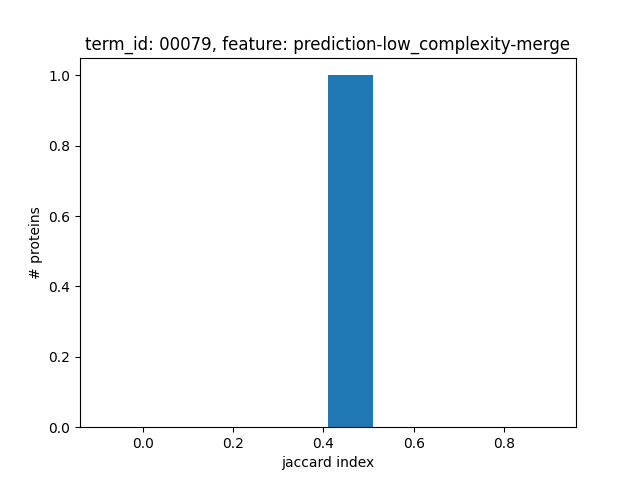 term_id: 00079, feature: prediction-low_complexity-merge
1.0
0.8
0.6
0.4
0.2
0.0
# proteins
0.0 0.2 0.4 0.6 0.8
jaccard index